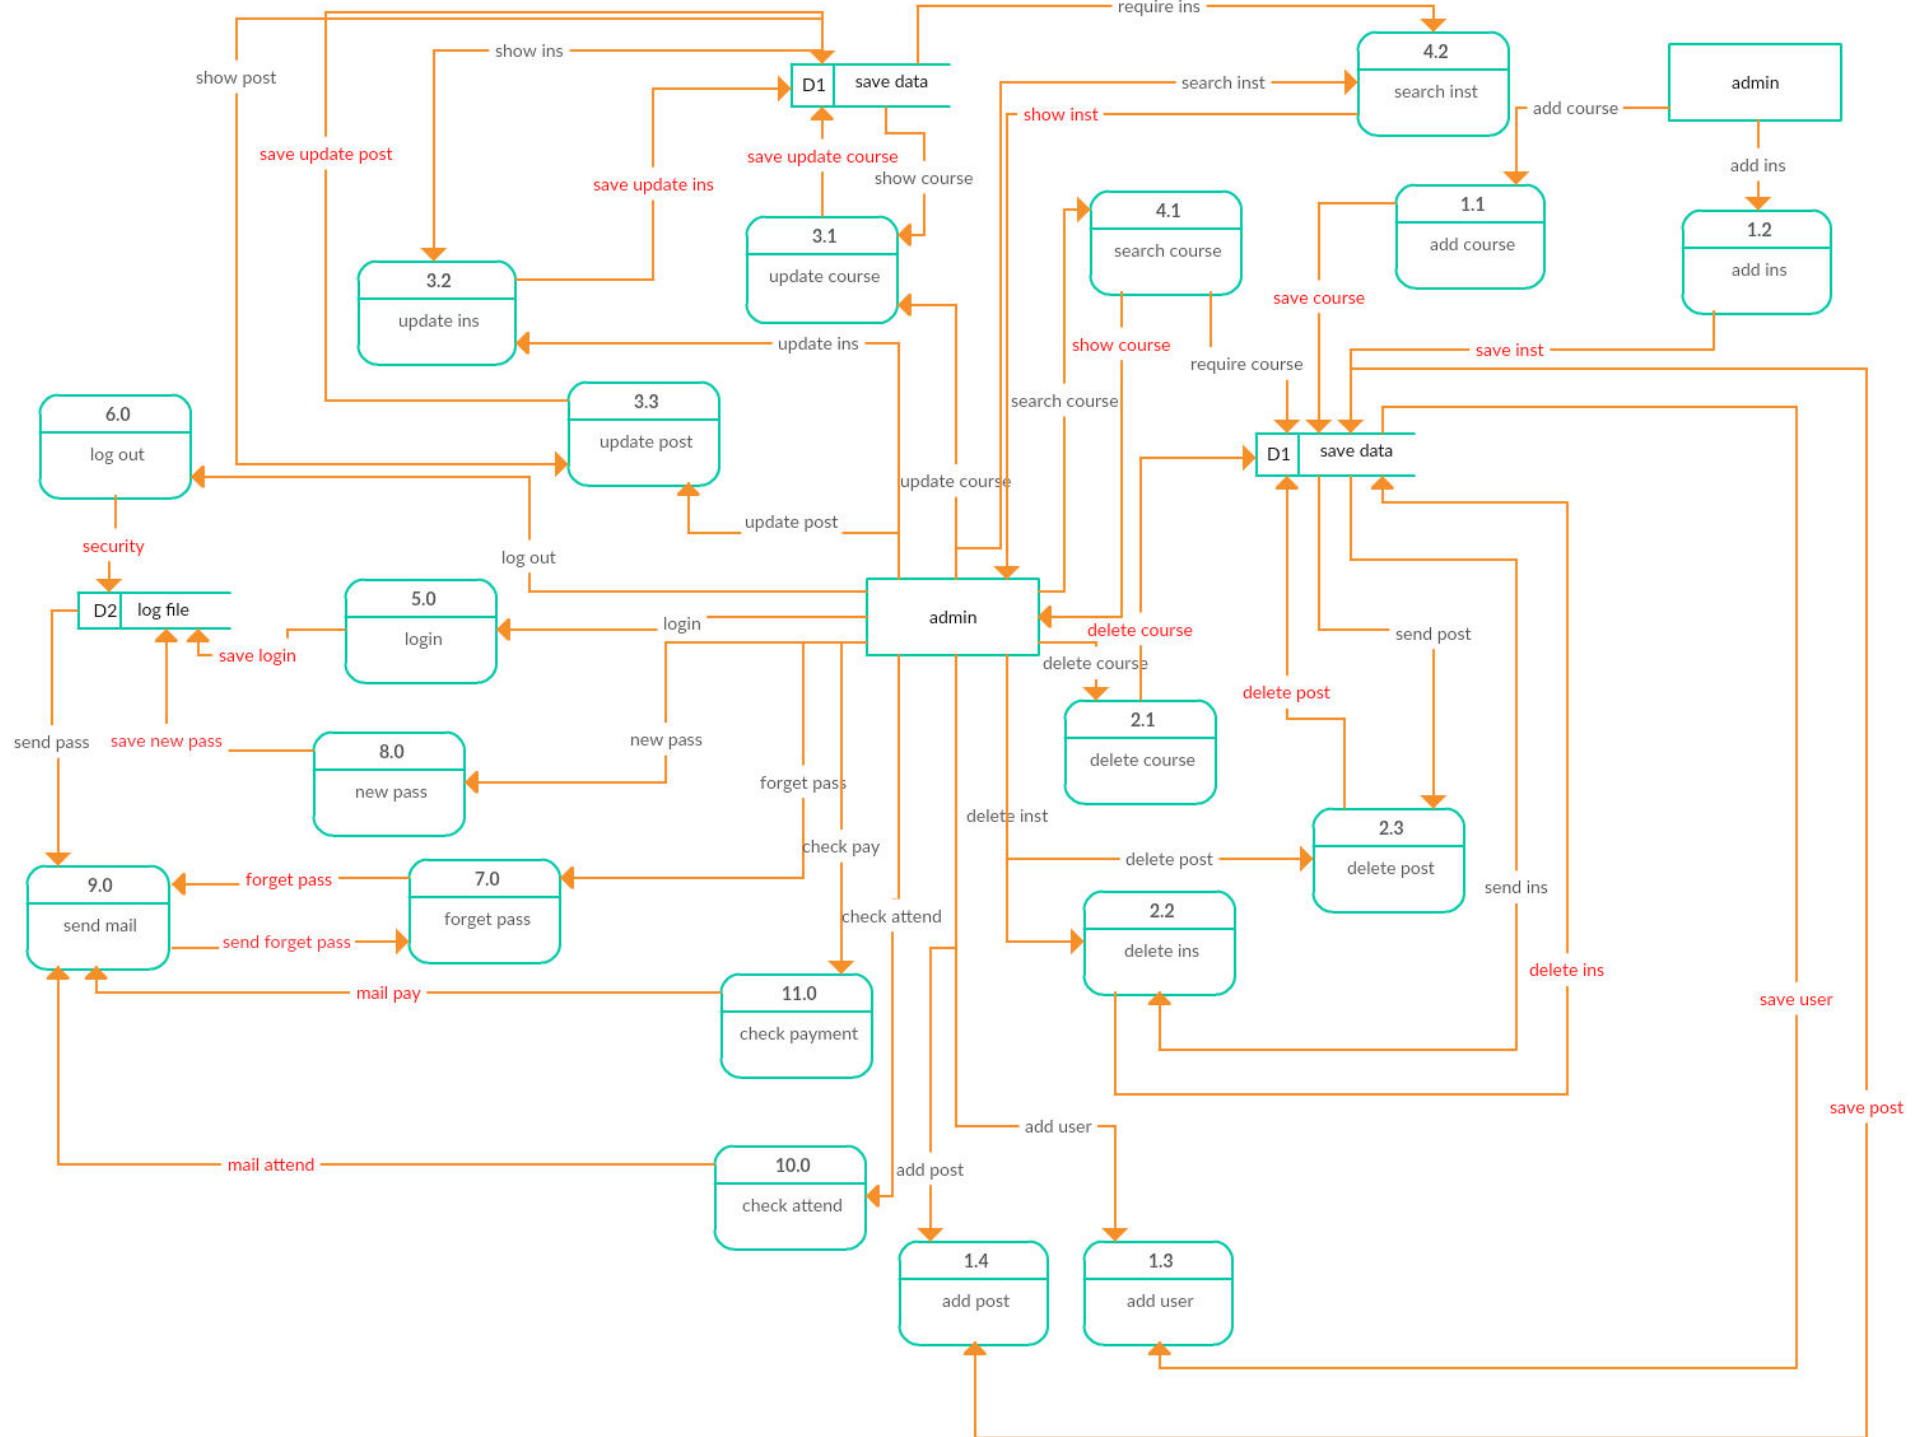 require ins
show ins
4.2
search inst
admin
show post
D1
save data
search inst
add course
show inst
save update post
save update course
show course
add ins
save update ins
4.1
search course
1.1
add course
1.2
add ins
3.1
update course
3.2
update ins
save course
update ins
show course
require course
save inst
3.3
update post
search course
6.0
log out
D1
save data
update course
update post
security
log out
D2
log file
5.0
login
login
admin
delete course
send post
save login
delete course
delete post
send pass
save new pass
8.0
new pass
new pass
2.1
delete course
forget pass
delete inst
check pay
2.3
delete post
delete post
9.0
send mail
forget pass
7.0
forget pass
send ins
check attend
2.2
delete ins
send forget pass
delete ins
mail pay
11.0
check payment
save user
save post
add user
mail attend
10.0
check attend
add post
1.4
add post
1.3
add user